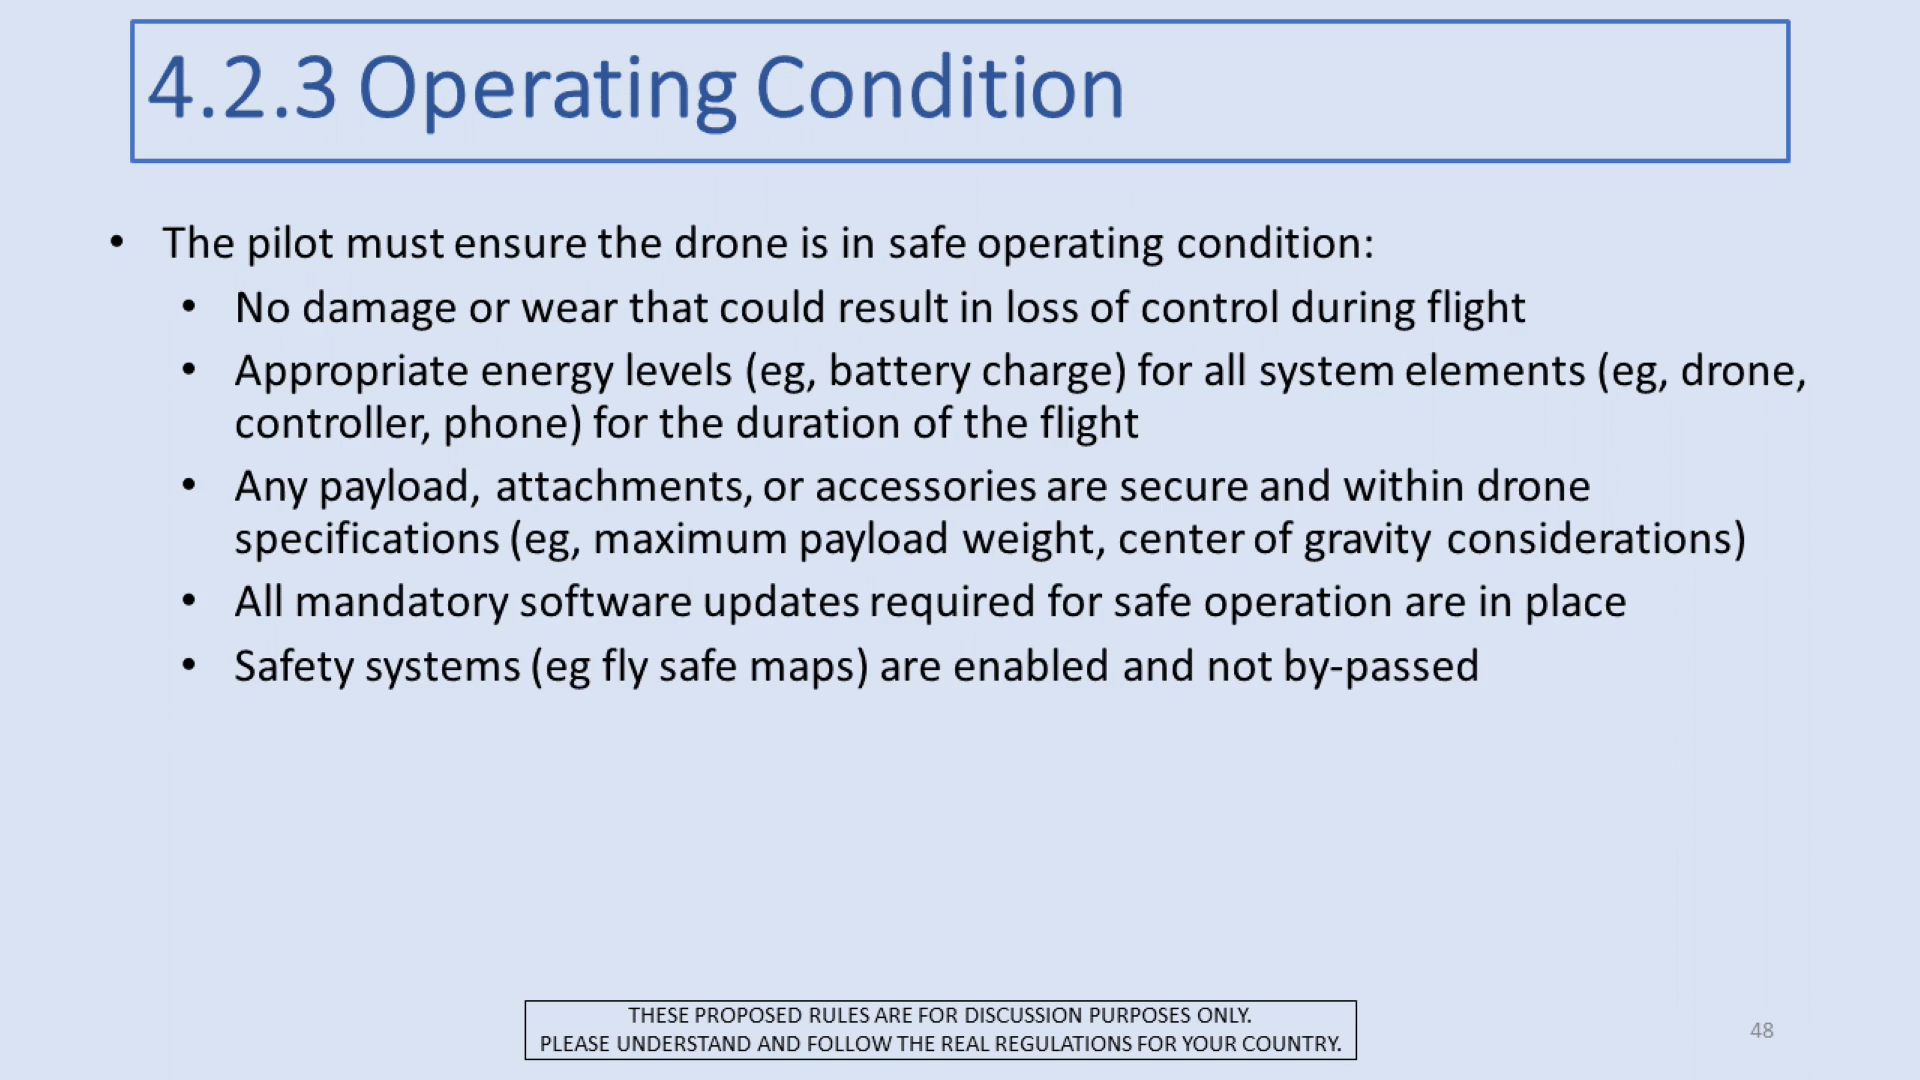 4.2.3 Operating Condition
• The pilot must ensure the drone is in safe operating condition:
• No damage or wear that could result in loss of control during flight
• Appropriate energy levels (eg, battery charge) for all system elements (eg, drone,
controller, phone) for the duration of the flight
• Any payload, attachments, or accessories are secure and within drone
specifications (eg, maximum payload weight, center of gravity considerations)
• All mandatory software updates required for safe operation are in place
• Safety systems (eg fly safe maps) are enabled and not by-passed
THESE PROPOSED RULES ARE FOR DISCUSSION PURPOSES ONLY.
PLEASE UNDERSTAND AND FOLLOW THE REAL REGULATIONS FOR YOUR COUNTRY.
48